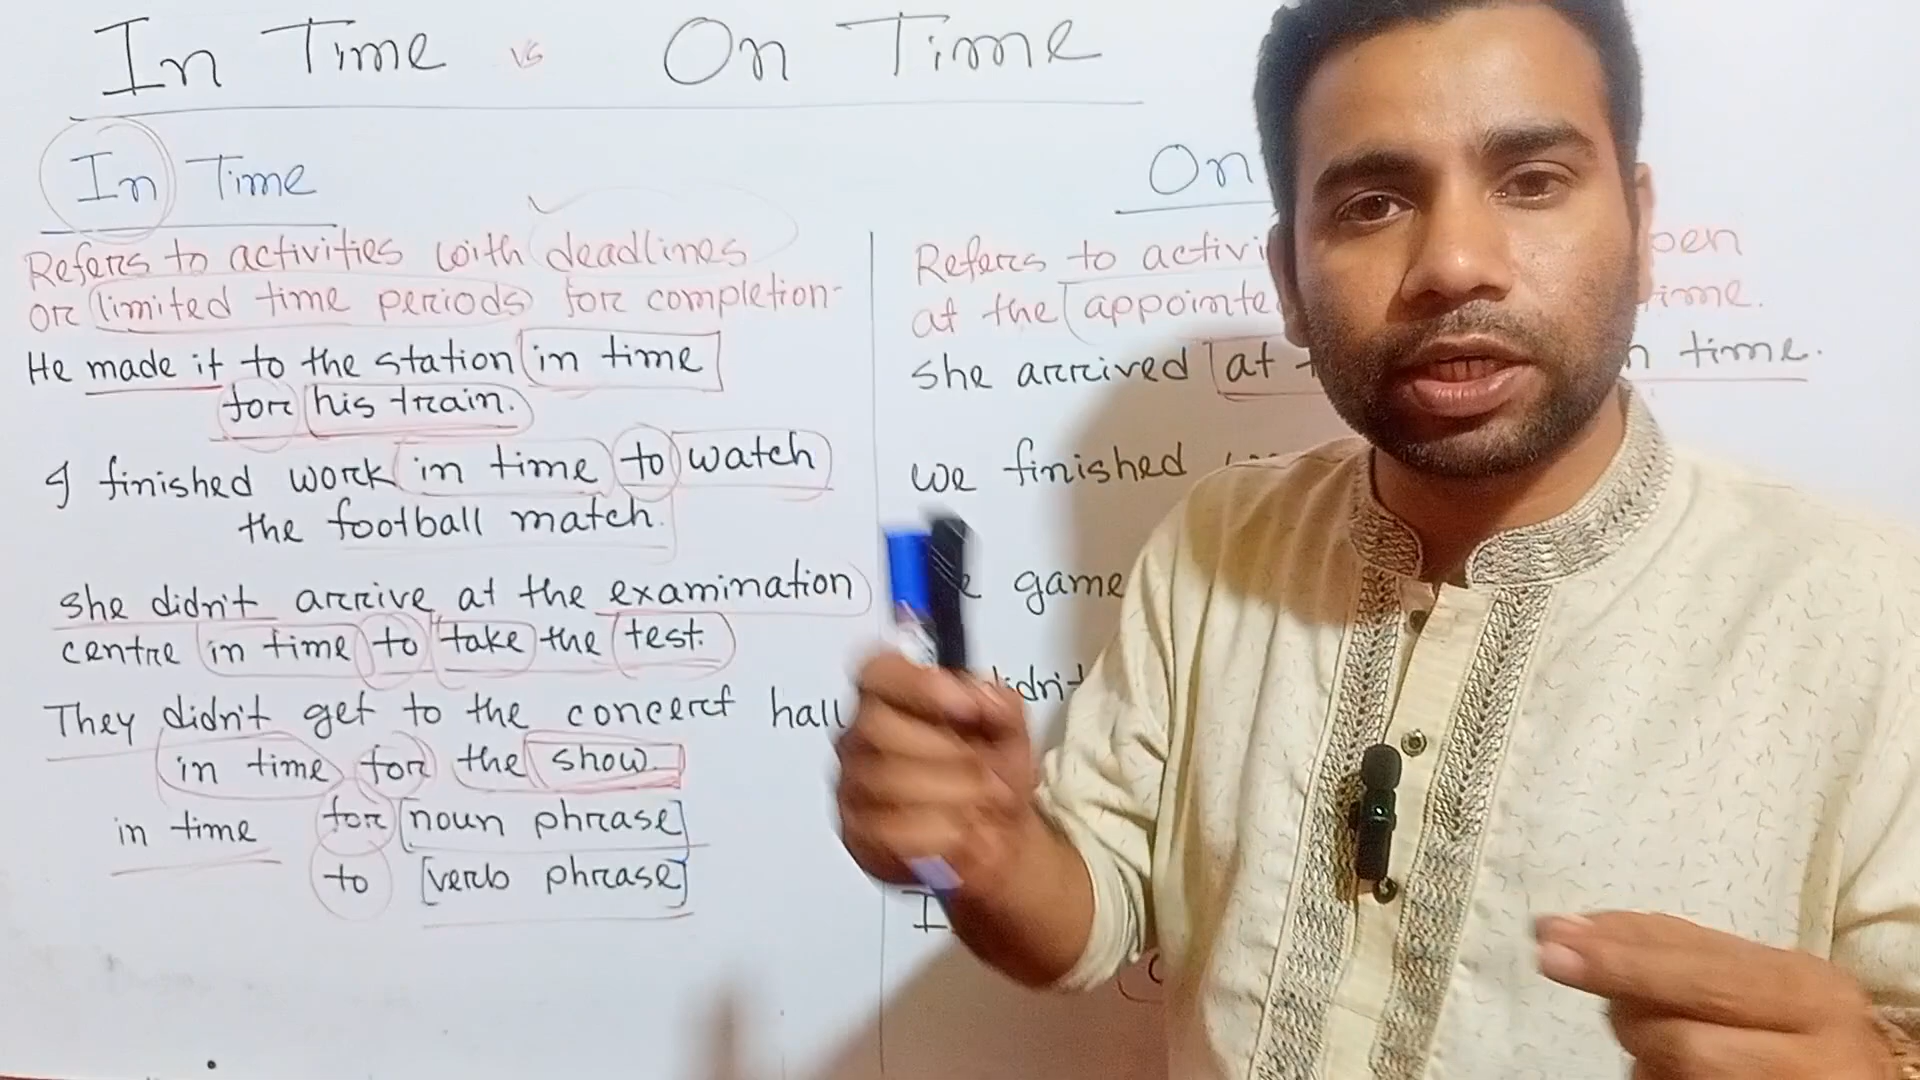 In Time vs On Time
In Time
Refers to activities with deadlines
or limited time periods for completion
He made it to the station in time
for his train.
I finished work in time to watch
the football match.
she didn't arrive at the examination
centre in time to take the test.
They didn't get to the concert hall
in time for the show.
in time for [noun phrase]
to [verb phrase]
On
Refers to
at the
she arrived at time.
we finished
game